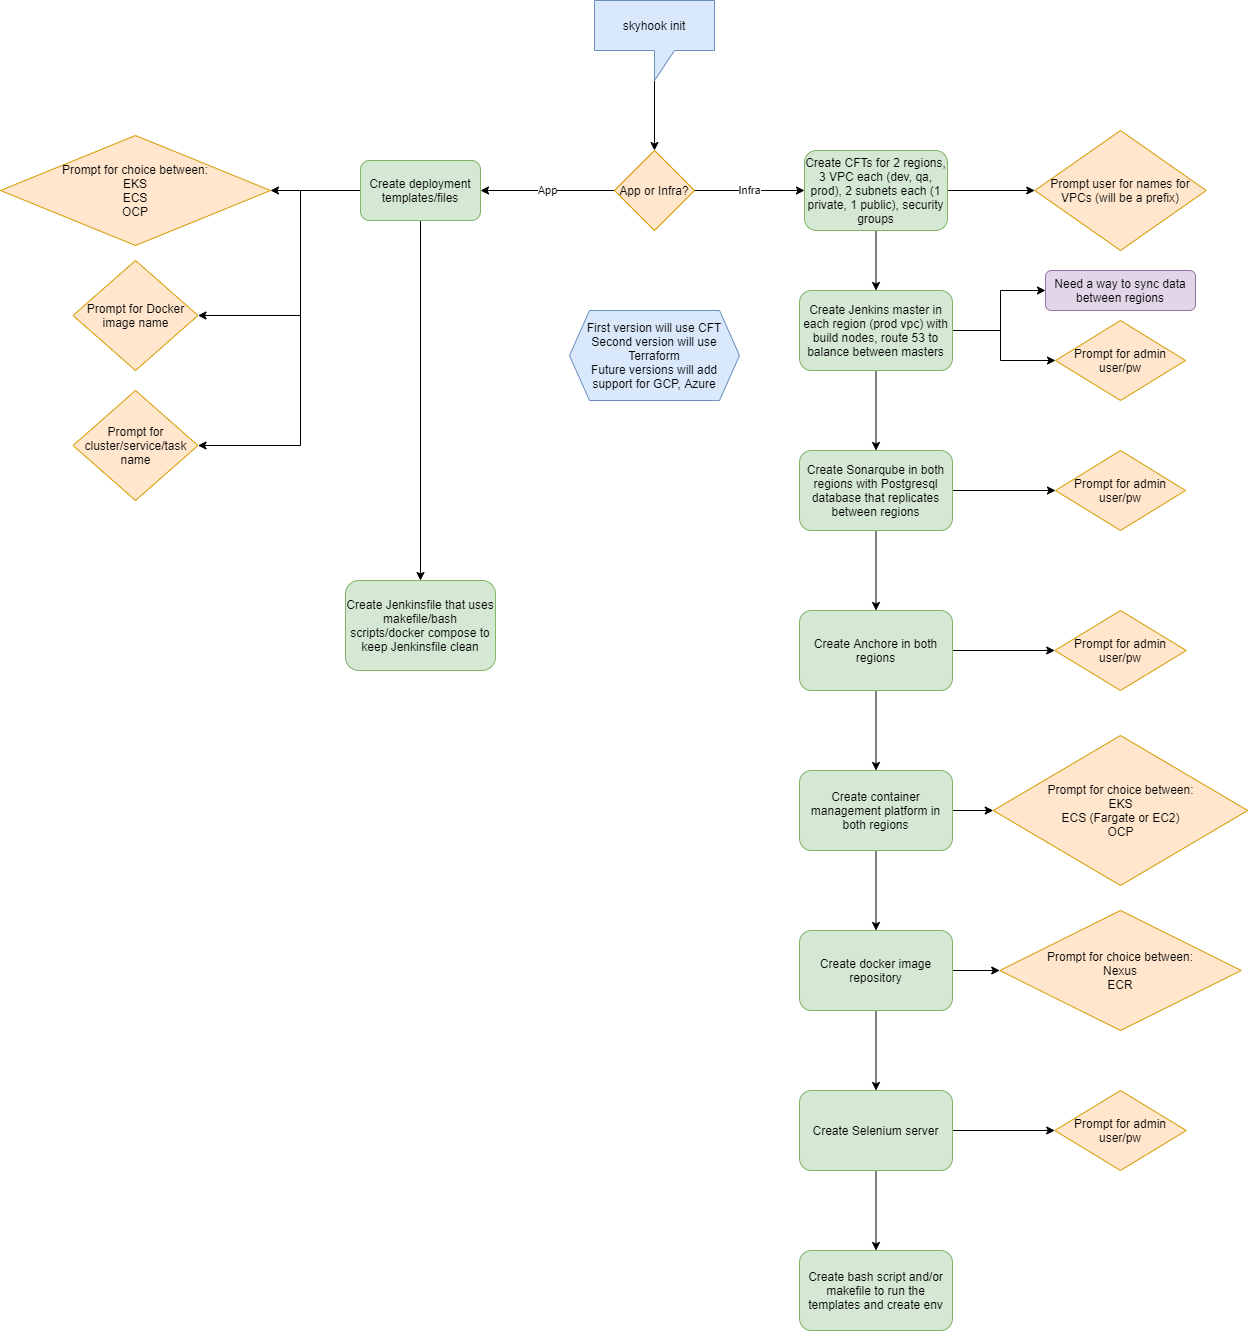 skyhook init
App or Infra?
App
Infra
Create deployment
templates/files
Prompt for choice between:
EKS
ECS
OCP
Prompt for Docker
image name
Prompt for
cluster/service/task
name
Create Jenkinsfile that uses
makefile/bash
scripts/docker compose to
keep Jenkinsfile clean
First version will use CFT
Second version will use
Terraform
Future versions will add
support for GCP, Azure
Create CFTs for 2 regions,
3 VPC each (dev, qa,
prod), 2 subnets each (1
private, 1 public), security
groups
Prompt user for names for
VPCs (will be a prefix)
Create Jenkins master in
each region (prod vpc) with
build nodes, route 53 to
balance between masters
Need a way to sync data
between regions
Prompt for admin
user/pw
Create Sonarqube in both
regions with Postgresql
database that replicates
between regions
Prompt for admin
user/pw
Create Anchore in both
regions
Prompt for admin
user/pw
Create container
management platform in
both regions
Prompt for choice between:
EKS
ECS (Fargate or EC2)
OCP
Create docker image
repository
Prompt for choice between:
Nexus
ECR
Create Selenium server
Prompt for admin
user/pw
Create bash script and/or
makefile to run the
templates and create env